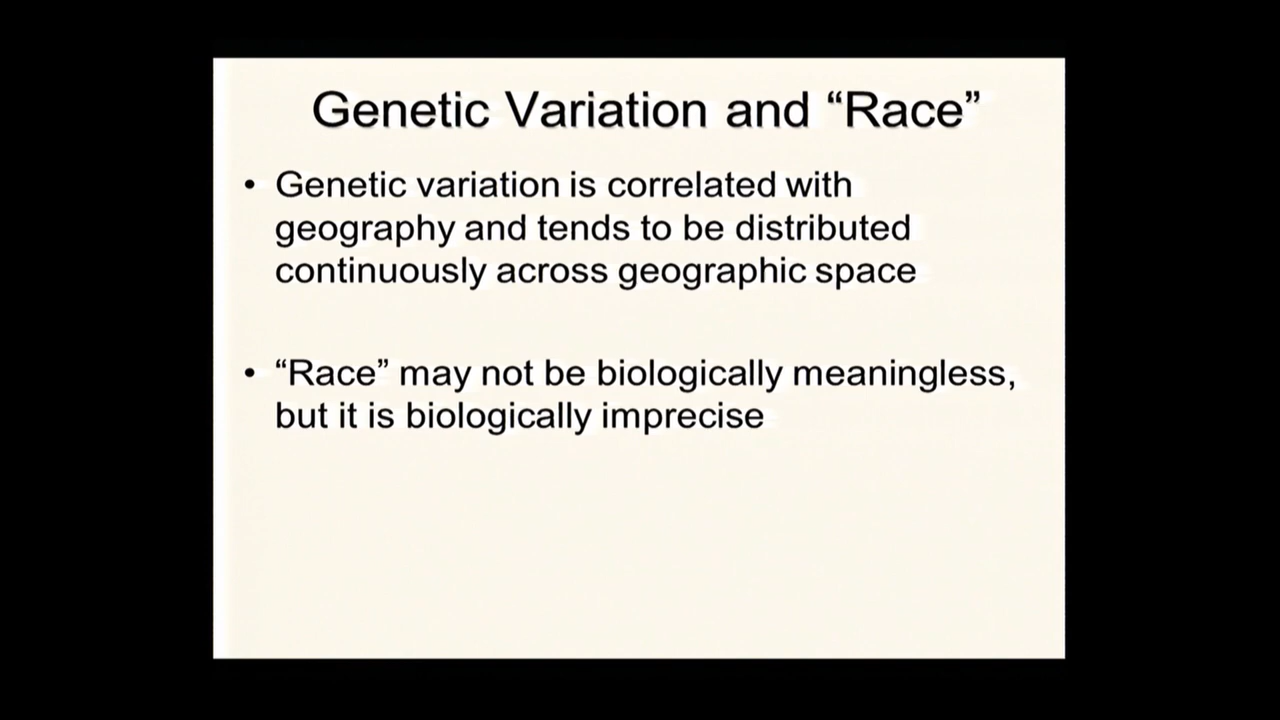 Genetic Variation and “Race”
• Genetic variation is correlated with
geography and tends to be distributed
continuously across geographic space
• “Race” may not be biologically meaningless,
but it is biologically imprecise